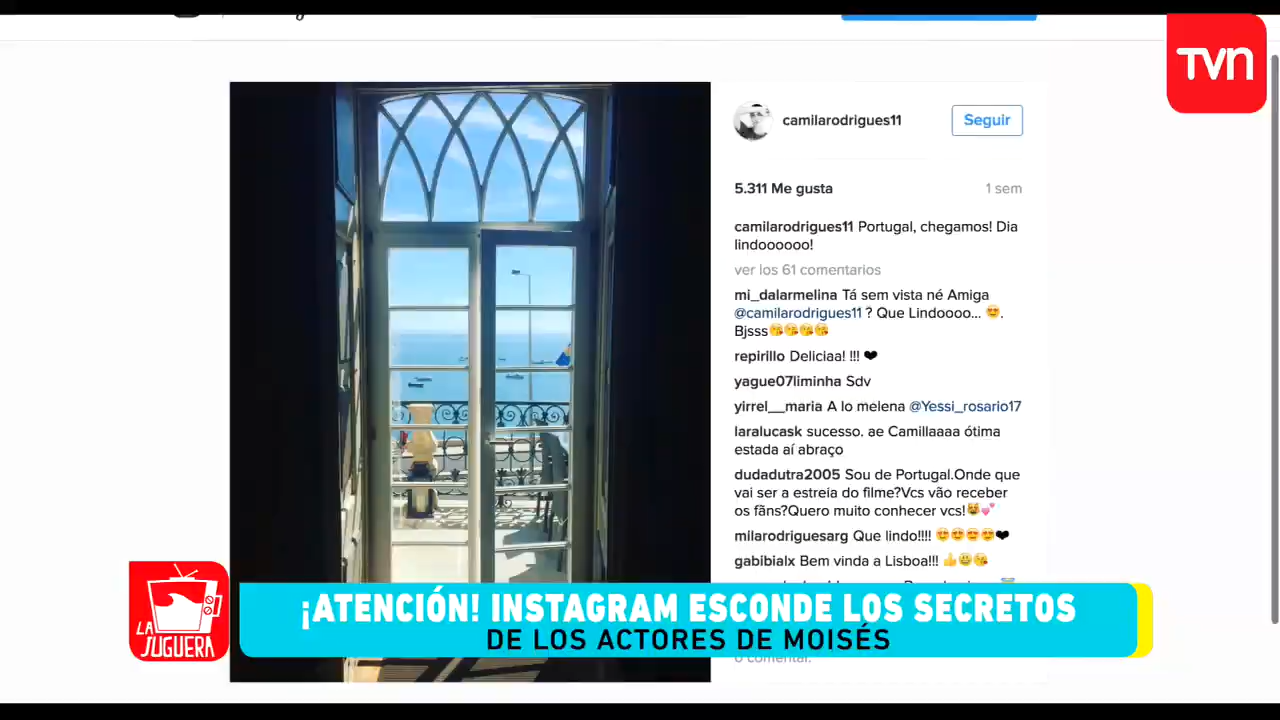 TVN
camilarodrigues11
Seguir
5.311 Me gusta
1 sem
camilarodrigues11 Portugal, chegamos! Dia
lindoooooo!
ver los 61 comentarios
mi_dalarmelina Tá sem vista né Amiga
@camilarodrigues11 ? Que Lindoooo... 😍.
Bjsss😘😘😘😘
repirillo Deliciaa! !!! ❤
yague07liminha Sdv
yirrel__maria A lo melena @Yessi_rosario17
laralucask sucesso. ae Camillaaaa ótima
estada aí abraço
dudadutra2005 Sou de Portugal.Onde que
vai ser a estreia do filme?Vcs vão receber
os fãns?Quero muito conhecer vcs!😻💕
milarodriguesarg Que lindo!!!! 😍😍😍😍❤
gabibialx Bem vinda a Lisboa!!! 👍😃😘
LA
JUGUERA
¡ATENCIÓN! INSTAGRAM ESCONDE LOS SECRETOS
DE LOS ACTORES DE MOISÉS